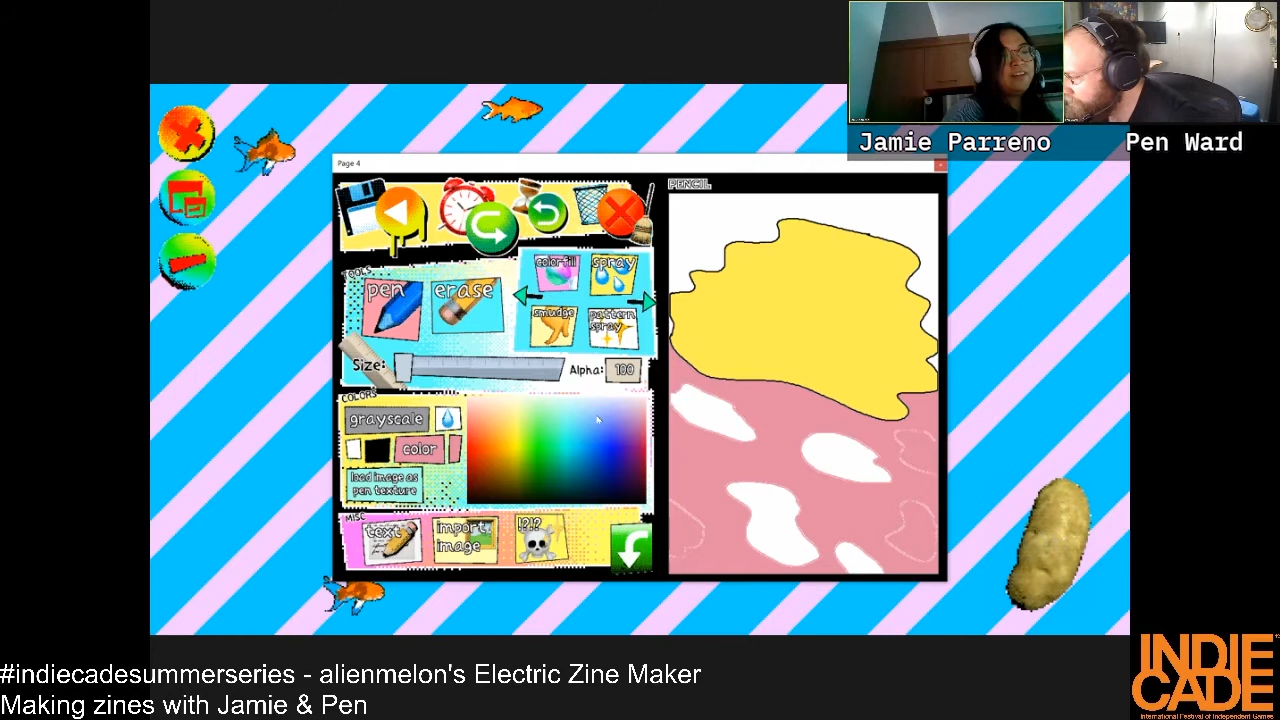 Jamie Parreno
Pen Ward
Page 4
PENCIL
TOOLS
pen
erase
colorfill
spray
smudge
pattern
spray
Size:
Alpha:
100
COLORS
grayscale
color
load image as
pen texture
MISC
text
import
image
!?!?
#indiecadesummerseries - alienmelon's Electric Zine Maker
Making zines with Jamie & Pen
INDIE
CADE
International Festival of Independent Games